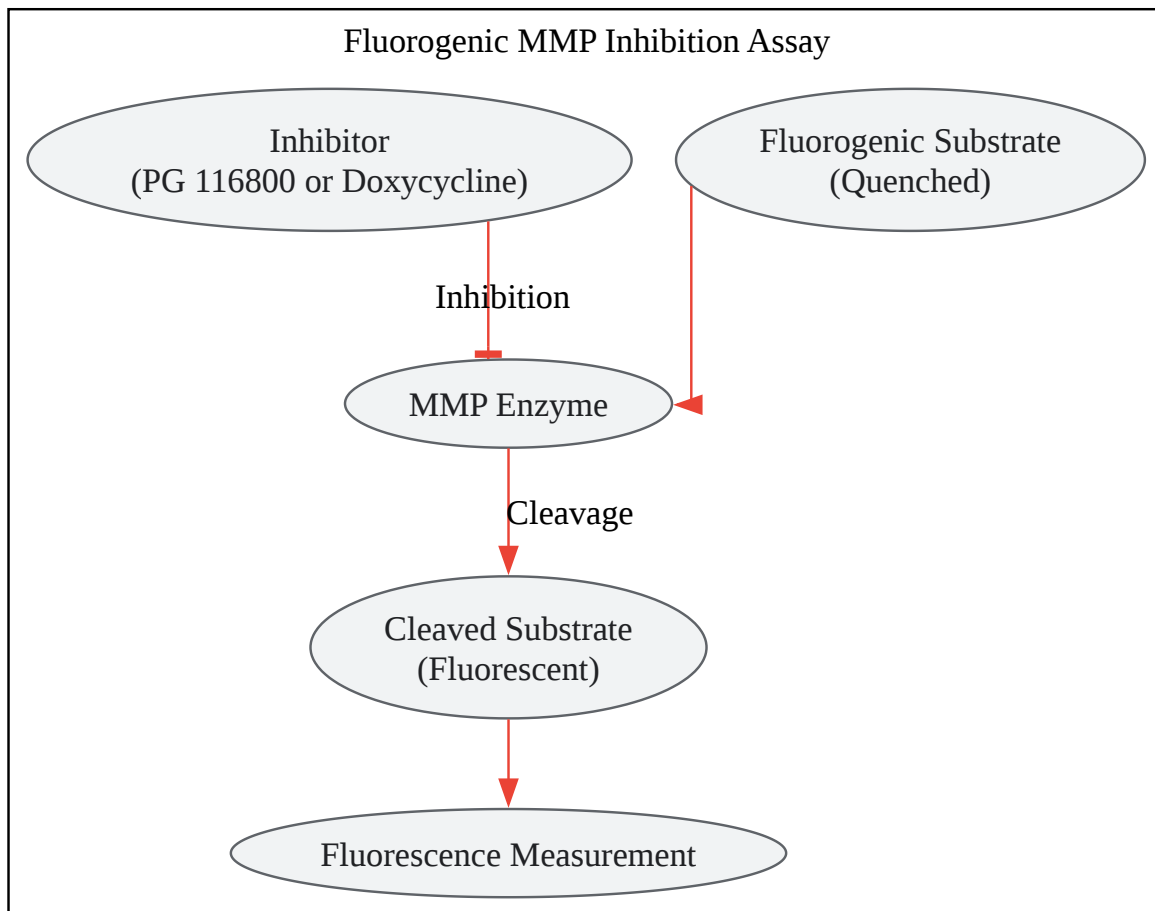 Fluorogenic MMP Inhibition Assay
Inhibitor
(PG 116800 or Doxycycline)
Fluorogenic Substrate
(Quenched)
Inhibition
MMP Enzyme
Cleavage
Cleaved Substrate
(Fluorescent)
Fluorescence Measurement